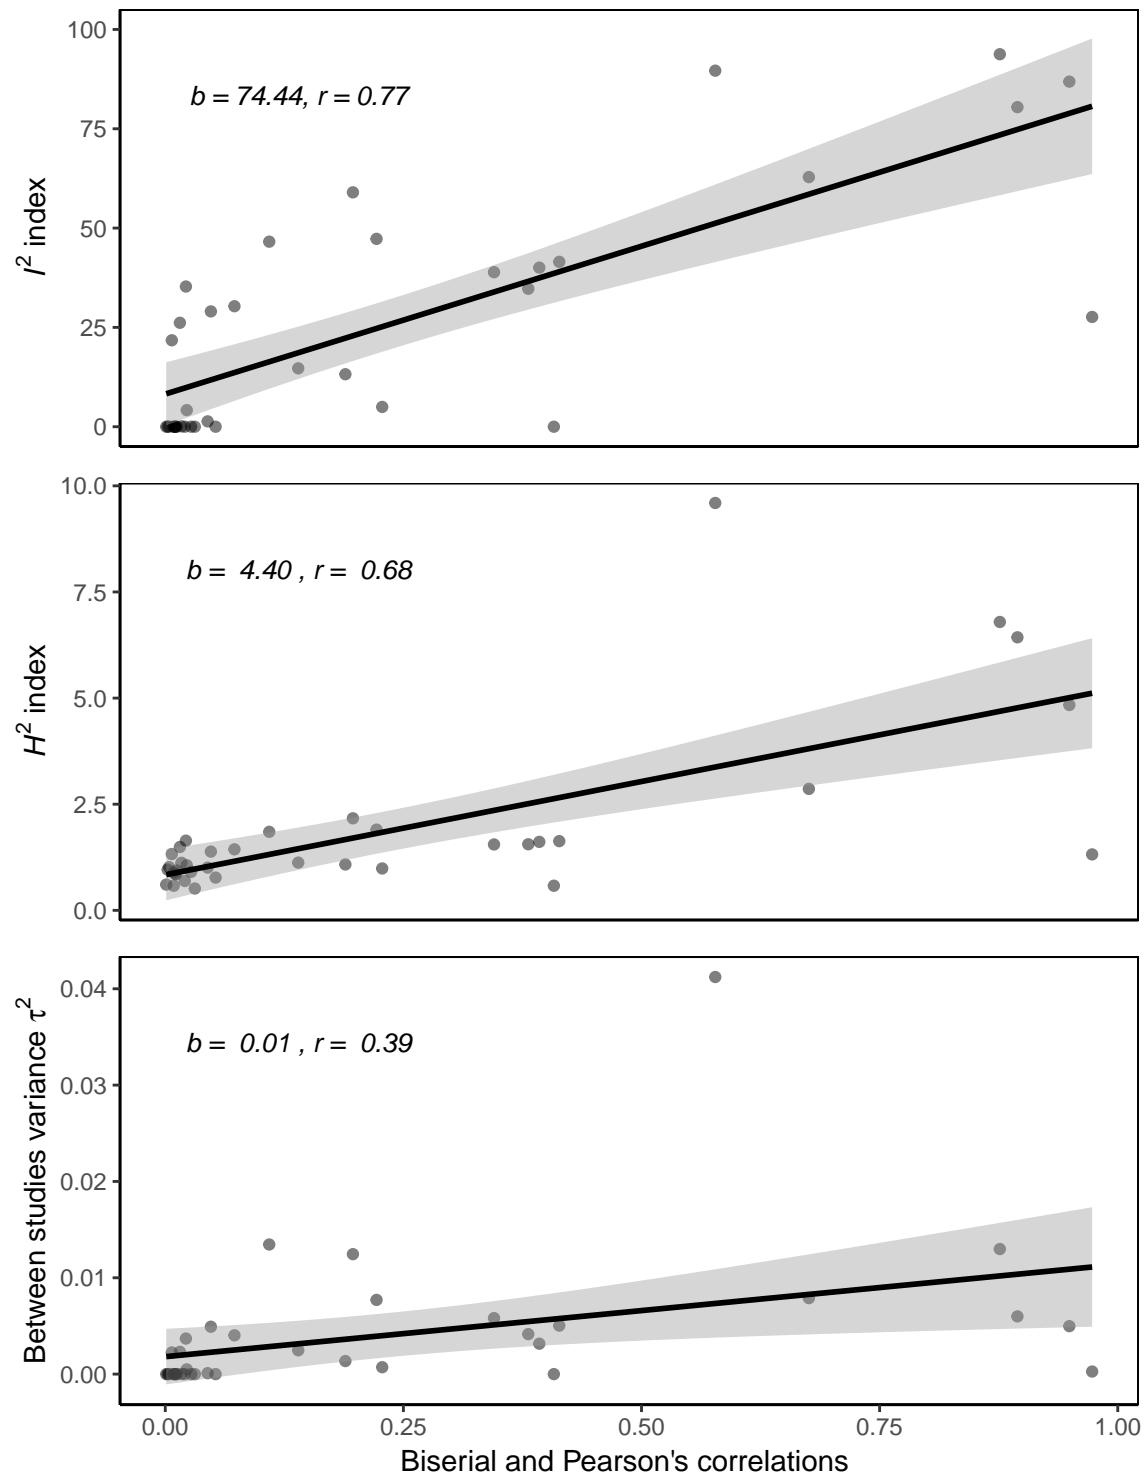 100
75
50
25
0
I² index
b = 74.44, r = 0.77
10.0
7.5
5.0
2.5
0.0
H² index
b = 4.40 , r = 0.68
0.04
0.03
0.02
0.01
0.00
Between studies variance τ²
b = 0.01 , r = 0.39
0.00 0.25 0.50 0.75 1.00
Biserial and Pearson's correlations